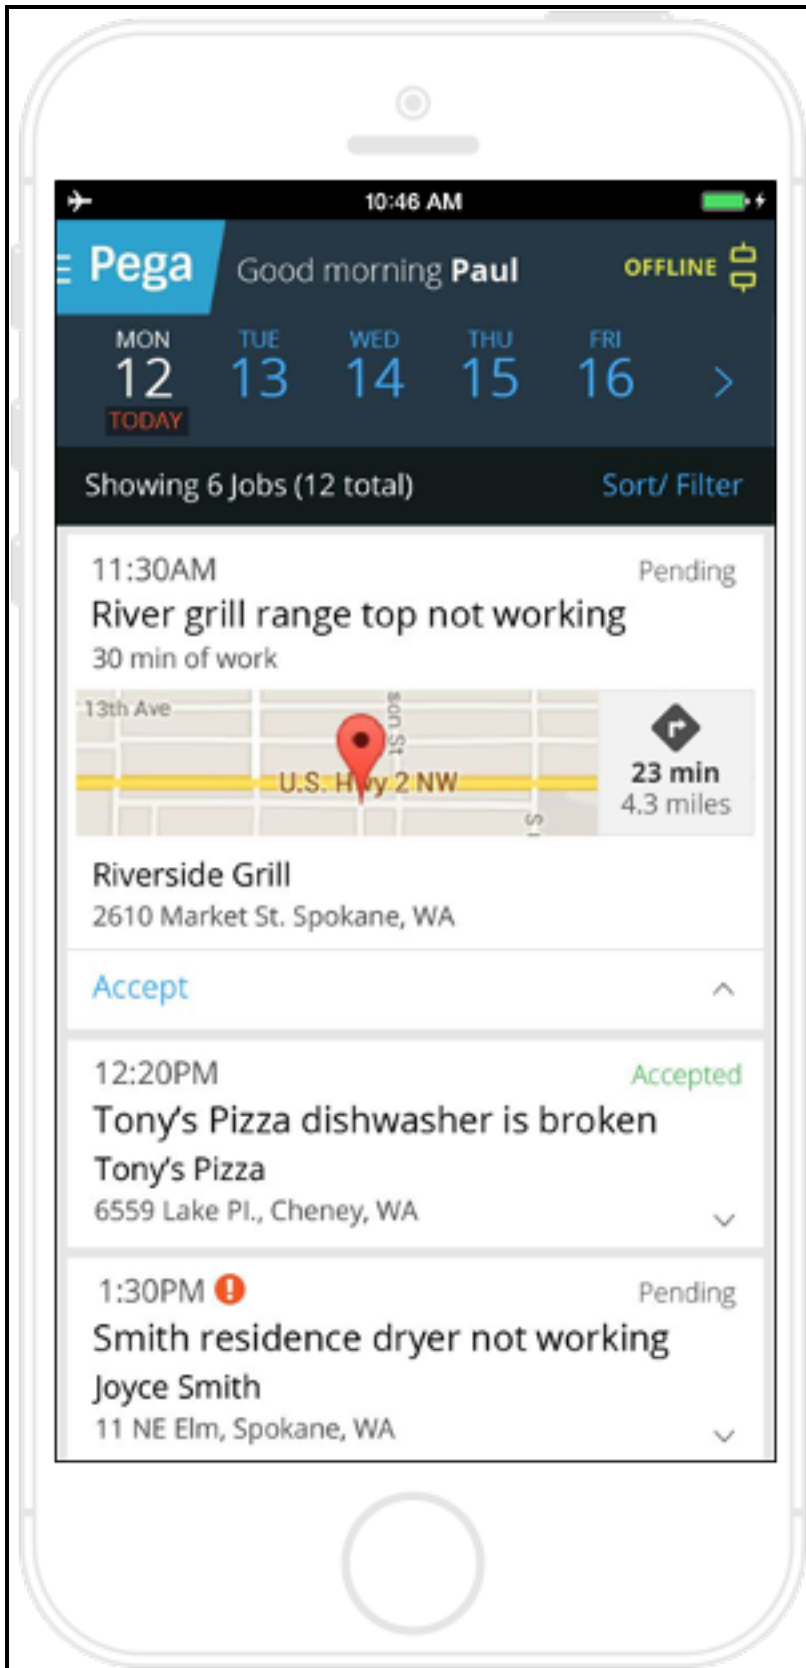 10:46 AM
Pega Good morning Paul OFFLINE
MON TUE WED THU FRI
12 13 14 15 16
TODAY
Showing 6 Jobs (12 total) Sort/ Filter
11:30AM Pending
River grill range top not working
30 min of work
13th Ave
son St
U.S. Hwy 2 NW
23 min
4.3 miles
Riverside Grill
2610 Market St. Spokane, WA
Accept
12:20PM Accepted
Tony's Pizza dishwasher is broken
Tony's Pizza
6559 Lake Pl., Cheney, WA
1:30PM Pending
Smith residence dryer not working
Joyce Smith
11 NE Elm, Spokane, WA